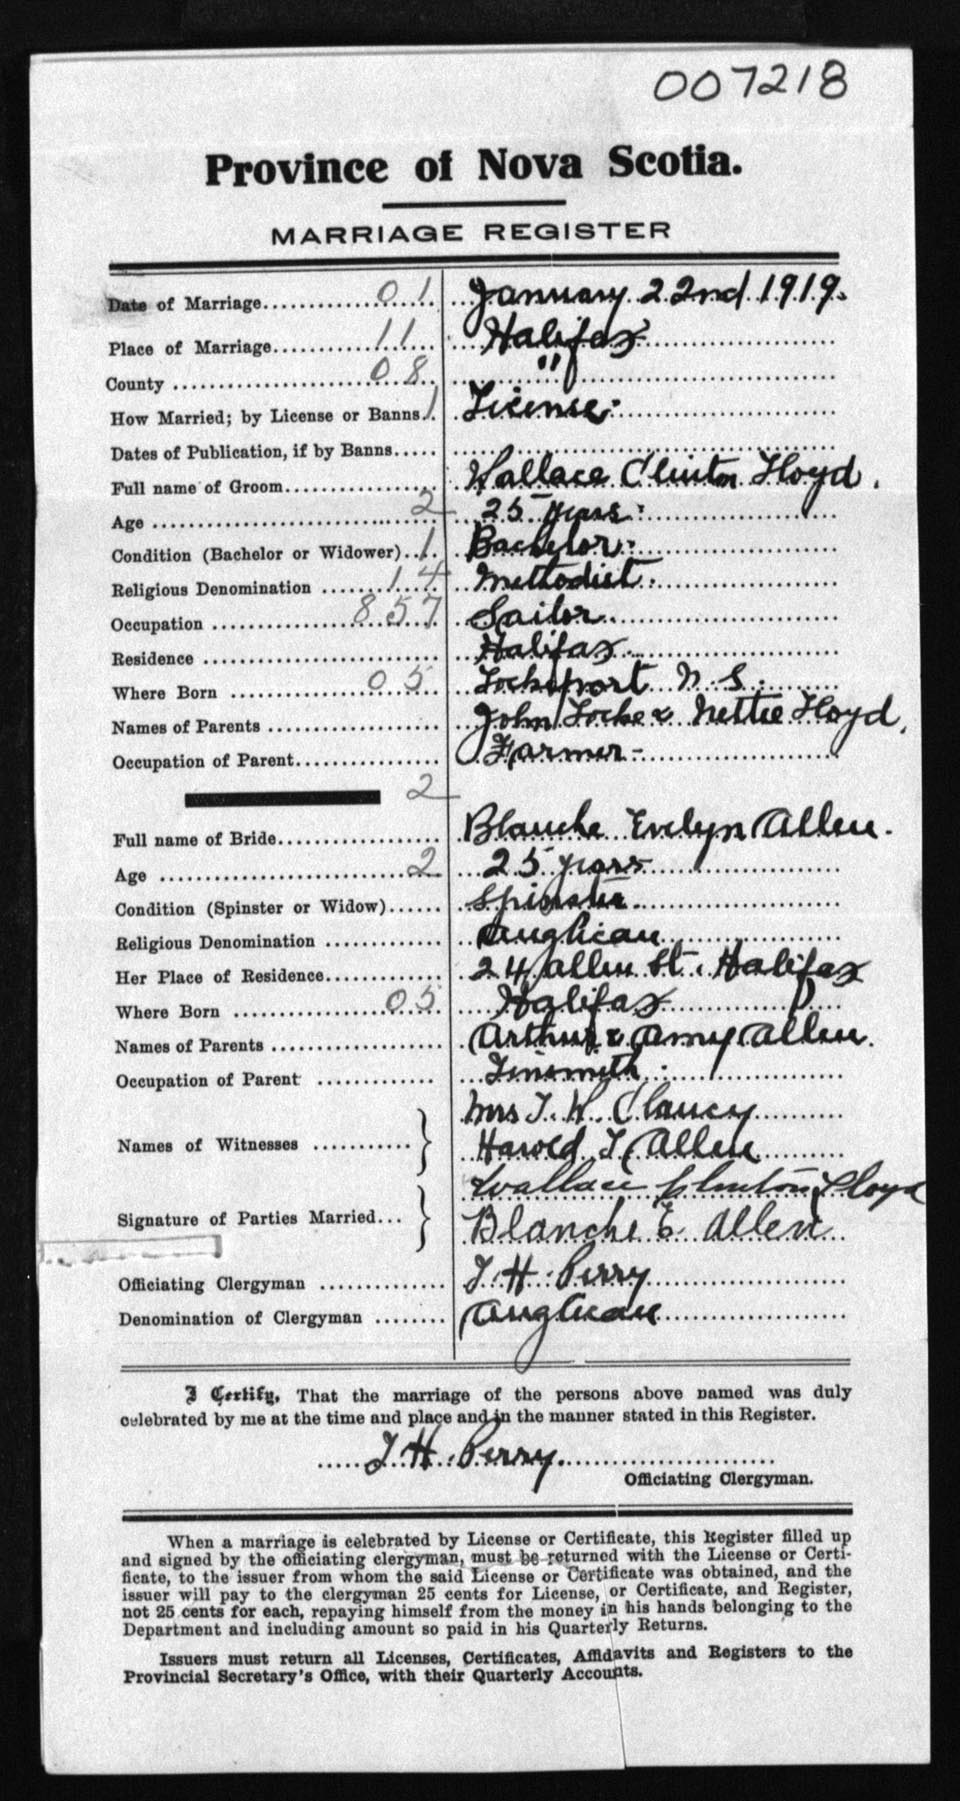 007218
Province of Nova Scotia.
MARRIAGE REGISTER
Date of Marriage 01 January 22nd 1919.
Place of Marriage 11 Halifax
County 08 "
How Married; by License or Banns 1 License
Dates of Publication, if by Banns
Full name of Groom Wallace Clinton Floyd.
Age 2 25 years
Condition (Bachelor or Widower) 1 Bachelor
Religious Denomination 14 Methodist.
Occupation 857 Sailor
Residence Halifax
Where Born 05 Lockeport N.S.
Names of Parents John Locke & Nettie Floyd,
Occupation of Parent Farmer
2
Full name of Bride Blanche Evelyn Allen.
Age 2 25 years
Condition (Spinster or Widow) Spinster
Religious Denomination Anglican
Her Place of Residence 24 Allen St. Halifax
Where Born 05 Halifax
Names of Parents Arthur & Amy Allen.
Occupation of Parent Tinsmith
Names of Witnesses Mrs T. W. Clancy
Harold T. Allen
Signature of Parties Married Wallace Clinton Floyd
Blanche E Allen
Officiating Clergyman T H Perry
Denomination of Clergyman Anglican
I Certify, That the marriage of the persons above named was duly
celebrated by me at the time and place and in the manner stated in this Register.
T H Perry
Officiating Clergyman.
When a marriage is celebrated by License or Certificate, this Register filled up
and signed by the officiating clergyman, must be returned with the License or Certi-
ficate, to the issuer from whom the said License or Certificate was obtained, and the
issuer will pay to the clergyman 25 cents for License, or Certificate, and Register,
not 25 cents for each, repaying himself from the money in his hands belonging to the
Department and including amount so paid in his Quarterly Returns.
Issuers must return all Licenses, Certificates, Affidavits and Registers to the
Provincial Secretary's Office, with their Quarterly Accounts.